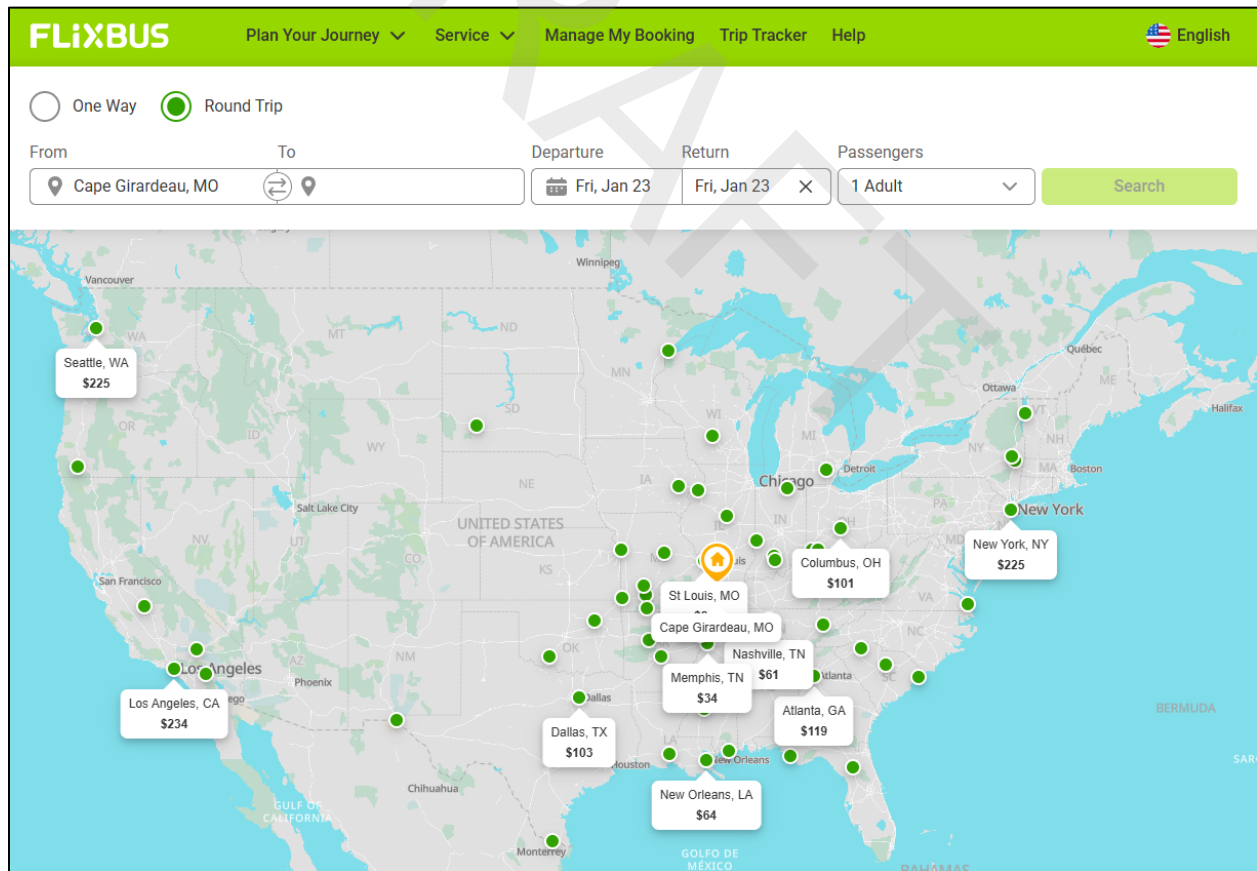 FLiXBUS
Plan Your Journey
Service
Manage My Booking
Trip Tracker
Help
English
One Way
Round Trip
From
To
Departure
Return
Passengers
Cape Girardeau, MO
Fri, Jan 23
Fri, Jan 23
1 Adult
Search
DRAFT
Winnipeg
Vancouver
Seattle, WA
$225
WA
MT
ND
MN
Québec
Ottawa
ME
Halifax
OR
ID
WY
SD
WI
MI
VT
NH
NY
MA
Boston
Detroit
Chicago
IA
NE
Salt Lake City
UNITED STATES
OF AMERICA
NV
UT
CO
KS
IL
IN
OH
PA
New York
MD
New York, NY
$225
Columbus, OH
$101
San Francisco
St Louis, MO
Cape Girardeau, MO
VA
NC
Nashville, TN
$61
Memphis, TN
$34
OK
AZ
NM
Los Angeles
Phoenix
Los Angeles, CA
$234
Dallas
Dallas, TX
$103
Atlanta
SC
Atlanta, GA
$119
BERMUDA
LA
Houston
New Orleans
New Orleans, LA
$64
Chihuahua
GULF OF
CALIFORNIA
Monterrey
GOLFO DE
MÉXICO
BAHAMAS